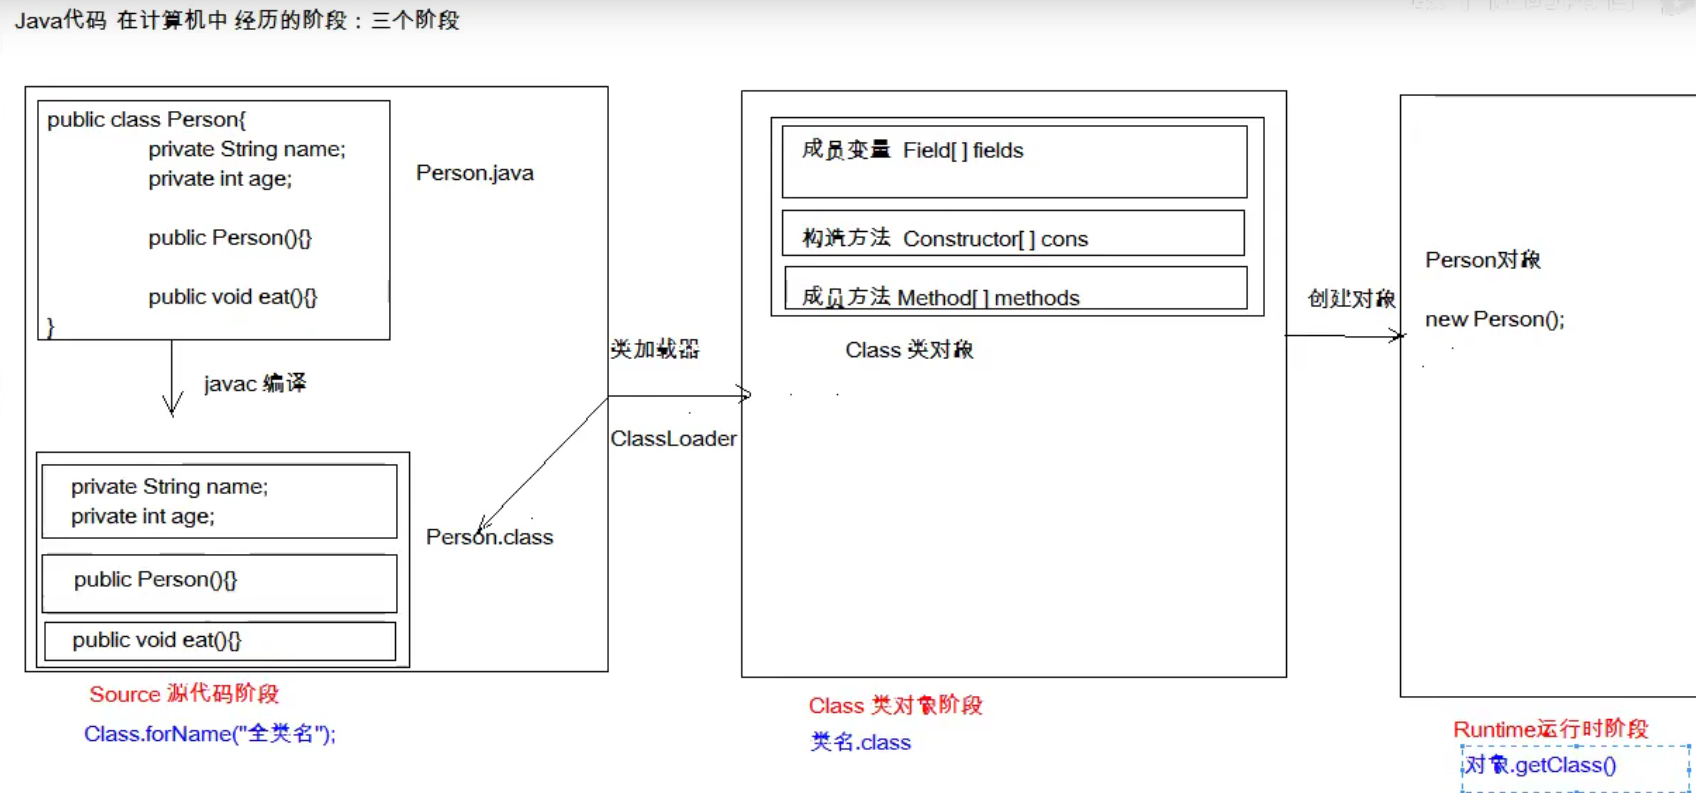 Java代码 在计算机中 经历的阶段：三个阶段
public class Person{
private String name;
private int age;
public Person(){}
public void eat(){}
}
Person.java
javac 编译
private String name;
private int age;
public Person(){}
public void eat(){}
Person.class
Source 源代码阶段
Class.forName("全类名");
类加载器
ClassLoader
成员变量 Field[ ] fields
构造方法 Constructor[ ] cons
成员方法 Method[ ] methods
Class 类对象
Class 类对象阶段
类名.class
创建对象
Person对象
new Person();
Runtime运行时阶段
对象.getClass()